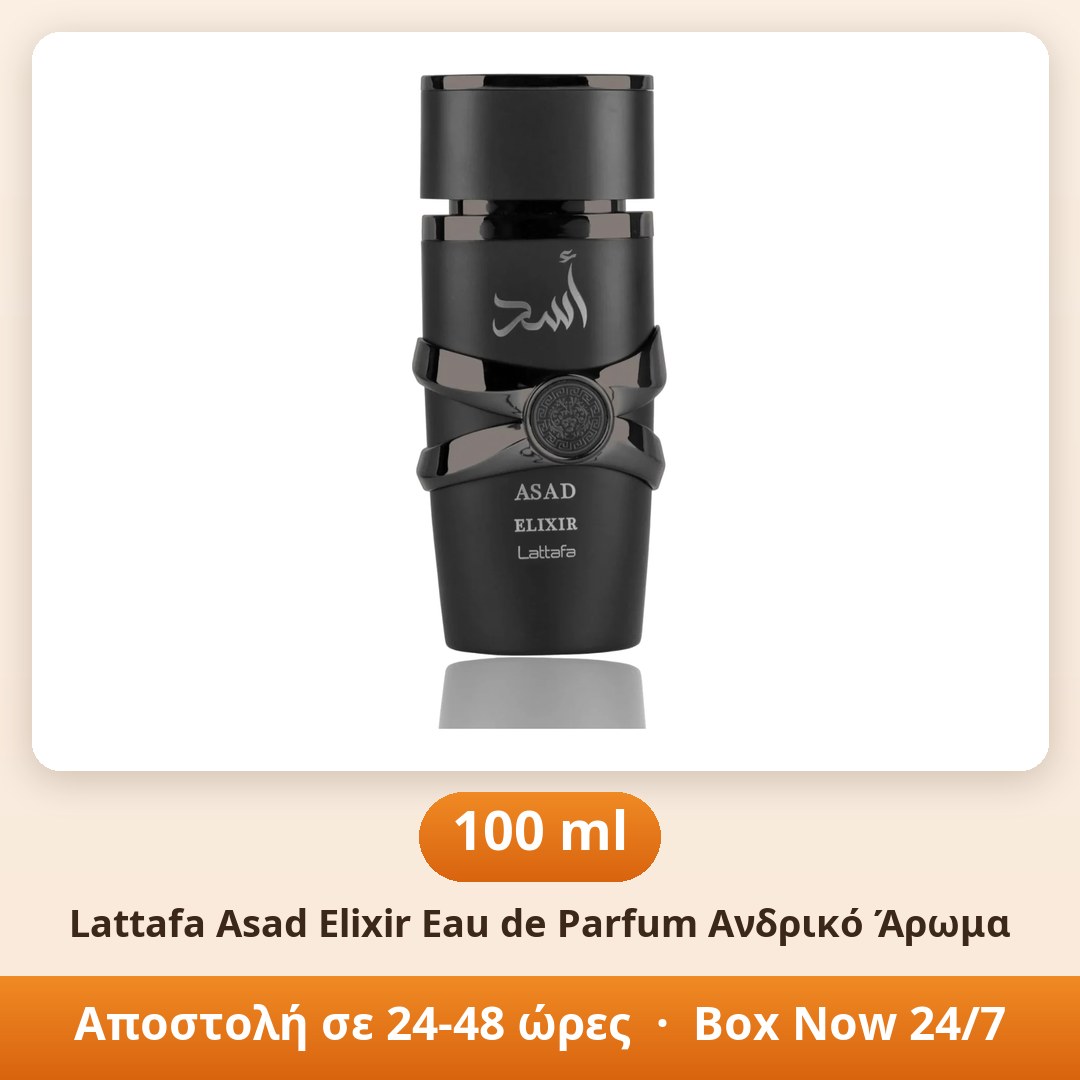 أسد
ASAD
ELIXIR
Lattafa
100 ml
Lattafa Asad Elixir Eau de Parfum Ανδρικό Άρωμα
Αποστολή σε 24-48 ώρες · Box Now 24/7